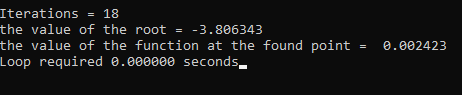 Iterations = 18
the value of the root = -3.806343
the value of the function at the found point =  0.002423
Loop required 0.000000 seconds